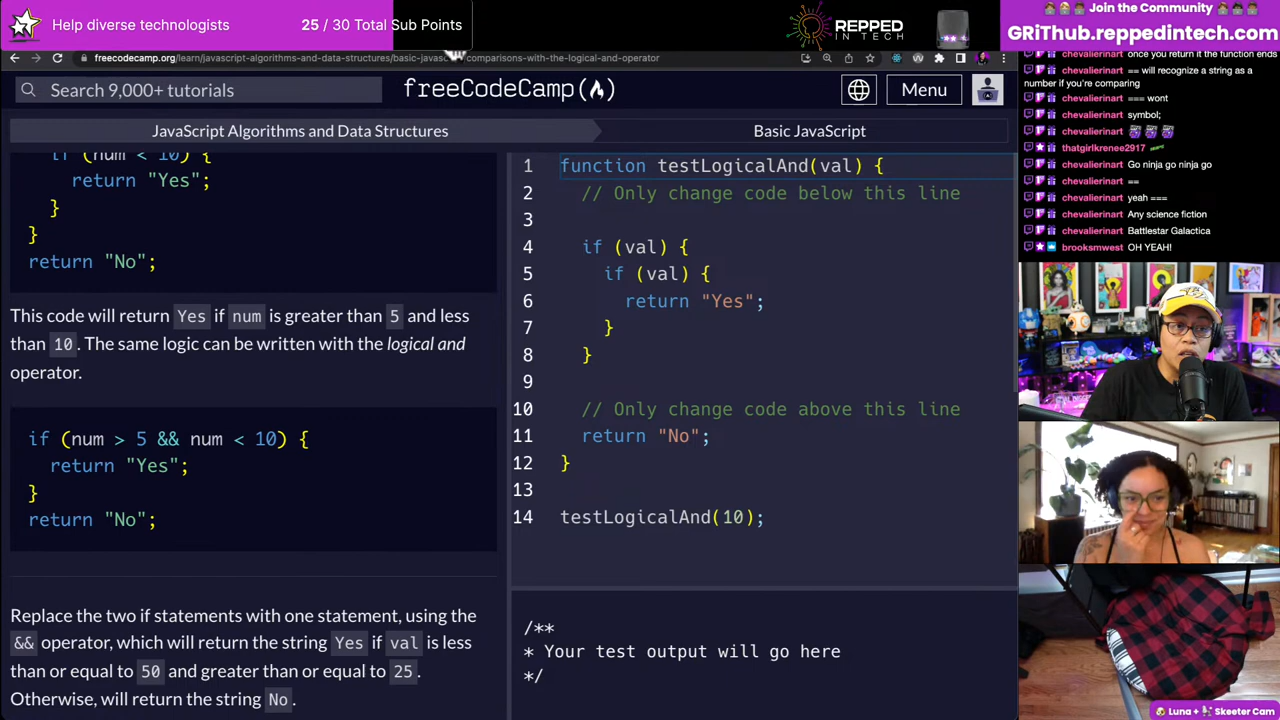 Help diverse technologists
25 / 30 Total Sub Points
REPPED
IN TECH
Join the Community
GRIThub.reppedintech.com
freecodecamp.org/learn/javascript-algorithms-and-data-structures/basic-javascript/comparisons-with-the-logical-and-operator
Search 9,000+ tutorials
freeCodeCamp
Menu
JavaScript Algorithms and Data Structures
Basic JavaScript
if (num < 10) {
return "Yes";
}
}
return "No";
This code will return Yes if num is greater than 5 and less
than 10. The same logic can be written with the logical and
operator.
if (num > 5 && num < 10) {
return "Yes";
}
return "No";
Replace the two if statements with one statement, using the
&& operator, which will return the string Yes if val is less
than or equal to 50 and greater than or equal to 25.
Otherwise, will return the string No.
1 function testLogicalAnd(val) {
2 // Only change code below this line
3
4 if (val) {
5 if (val) {
6 return "Yes";
7 }
8 }
9
10 // Only change code above this line
11 return "No";
12 }
13
14 testLogicalAnd(10);
/**
* Your test output will go here
*/
once you return it the function ends
chevalierinart == will recognize a string as a
number if you're comparing
chevalierinart === wont
chevalierinart symbol;
chevalierinart
thatgirlkrenee2917
chevalierinart Go ninja go ninja go
chevalierinart ==
chevalierinart yeah ===
chevalierinart Any science fiction
chevalierinart Battlestar Galactica
brooksmwest OH YEAH!
Luna + Skeeter Cam